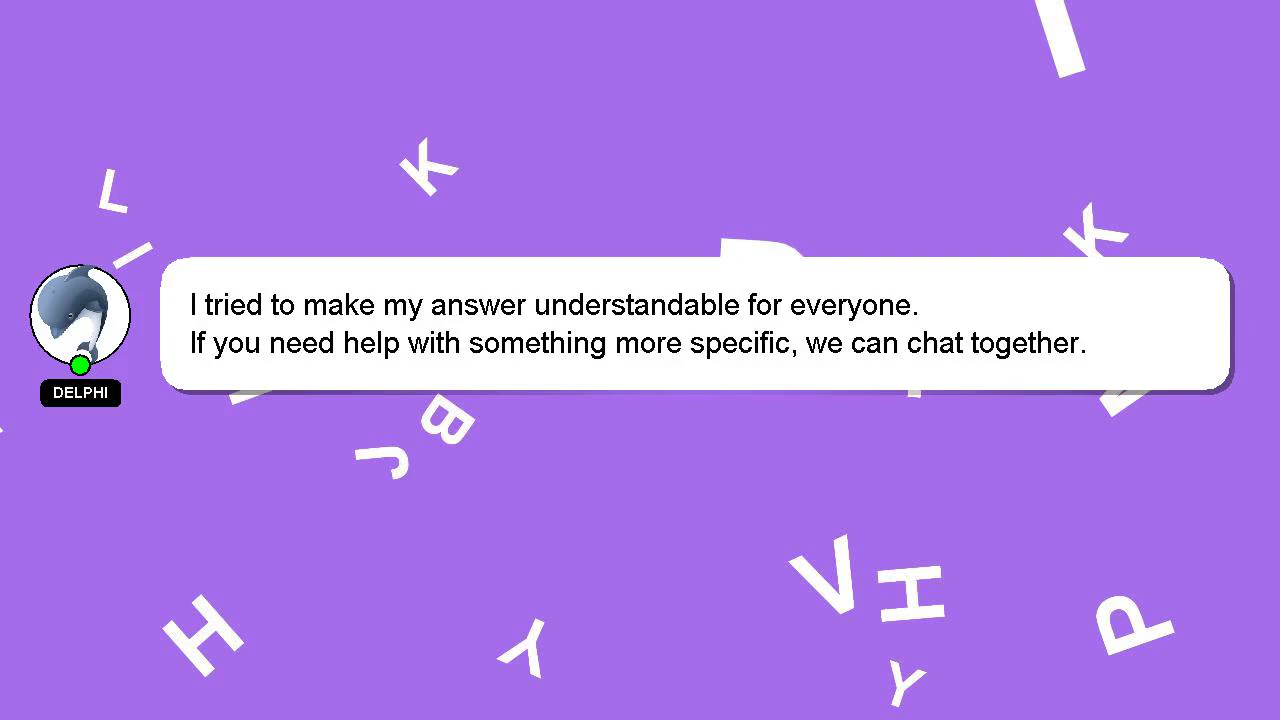 I
K
L
K
I tried to make my answer understandable for everyone.
If you need help with something more specific, we can chat together.
DELPHI
B
J
V
H
H
Y
P
Y